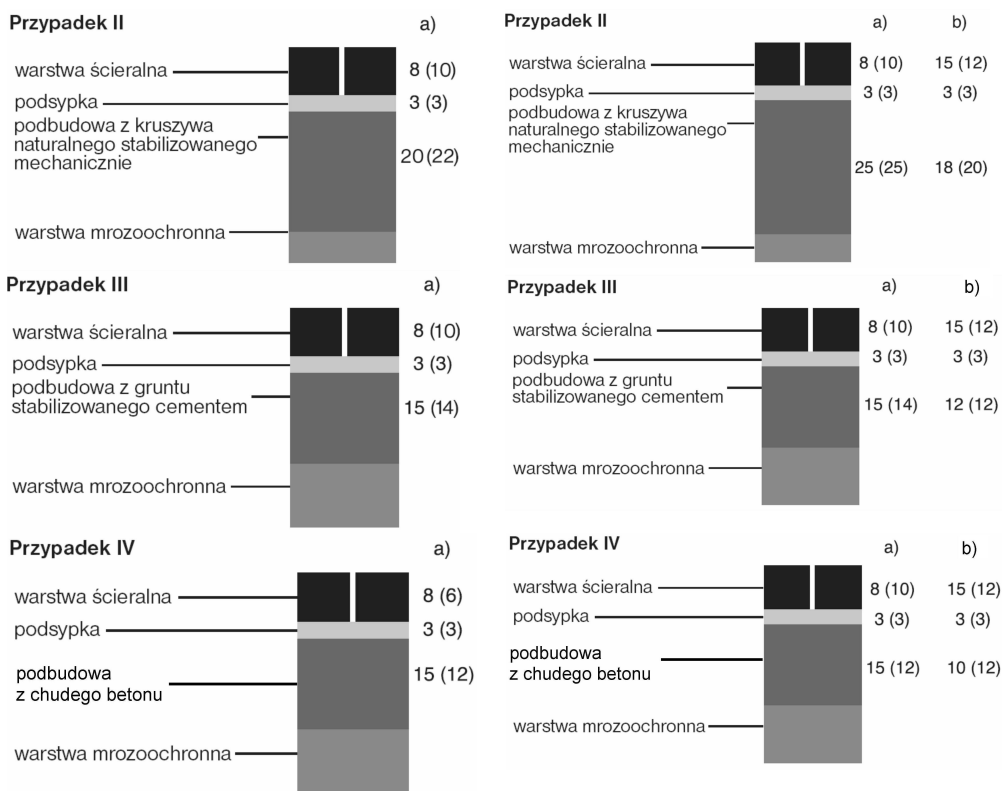 Przypadek II a)
warstwa ścieralna 8 (10)
podsypka 3 (3)
podbudowa z kruszywa
naturalnego stabilizowanego
mechanicznie
20 (22)
warstwa mrozoochronna
Przypadek II a) b)
warstwa ścieralna 8 (10) 15 (12)
podsypka 3 (3) 3 (3)
podbudowa z kruszywa
naturalnego stabilizowanego
mechanicznie
25 (25) 18 (20)
warstwa mrozoochronna
Przypadek III a)
warstwa ścieralna 8 (10)
podsypka 3 (3)
podbudowa z gruntu
stabilizowanego cementem
15 (14)
warstwa mrozoochronna
Przypadek III a) b)
warstwa ścieralna 8 (10) 15 (12)
podsypka 3 (3) 3 (3)
podbudowa z gruntu
stabilizowanego cementem
15 (14) 12 (12)
warstwa mrozoochronna
Przypadek IV a)
warstwa ścieralna 8 (6)
podsypka 3 (3)
podbudowa 15 (12)
z chudego betonu
warstwa mrozoochronna
Przypadek IV a) b)
warstwa ścieralna 8 (10) 15 (12)
podsypka 3 (3) 3 (3)
podbudowa
z chudego betonu 15 (12) 10 (12)
warstwa mrozoochronna